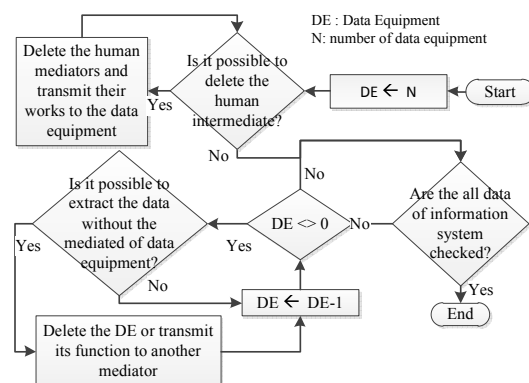 DE : Data Equipment
N: number of data equipment
Start
DE ← N
Is it possible to
delete the
human
intermediate?
Yes
Delete the human
mediators and
transmit their
works to the data
equipment
No
No
Are the all data
of information
system
checked?
No
DE <> 0
Yes
Is it possible to
extract the data
without the
mediated of data
equipment?
Yes
No
DE ← DE-1
Delete the DE or transmit
its function to another
mediator
Yes
End